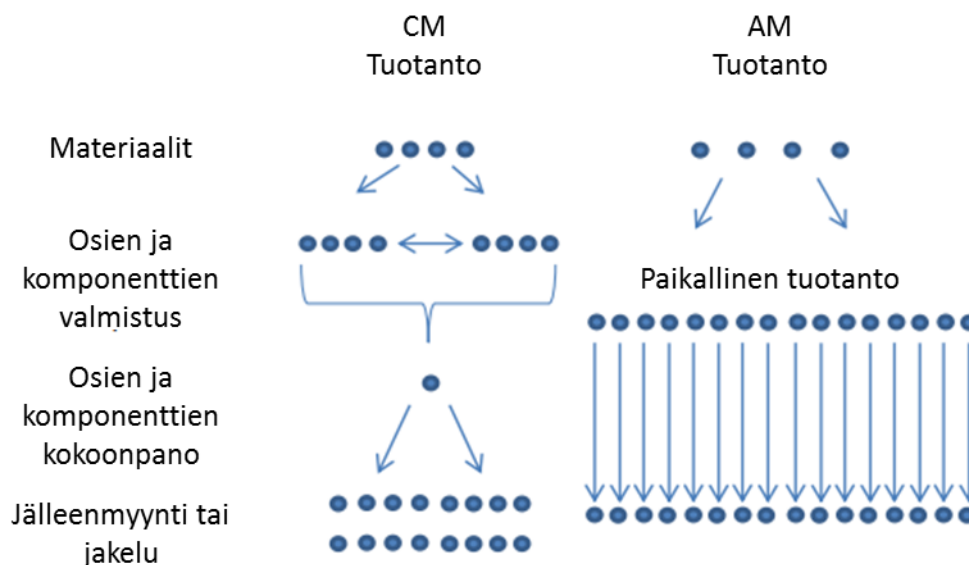 CM
Tuotanto
AM
Tuotanto
Materiaalit
Osien ja
komponenttien
valmistus
Paikallinen tuotanto
Osien ja
komponenttien
kokoonpano
Jälleenmyynti tai
jakelu